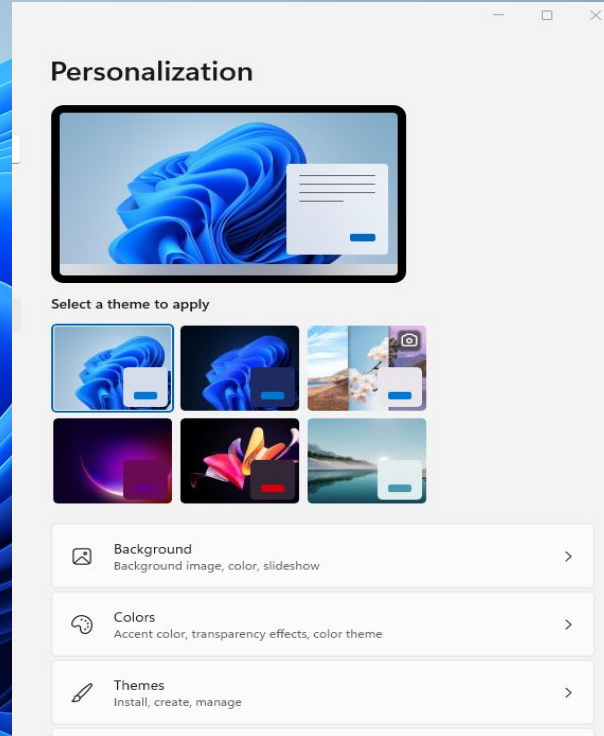 Personalization
Select a theme to apply
Background
Background image, color, slideshow
Colors
Accent color, transparency effects, color theme
Themes
Install, create, manage